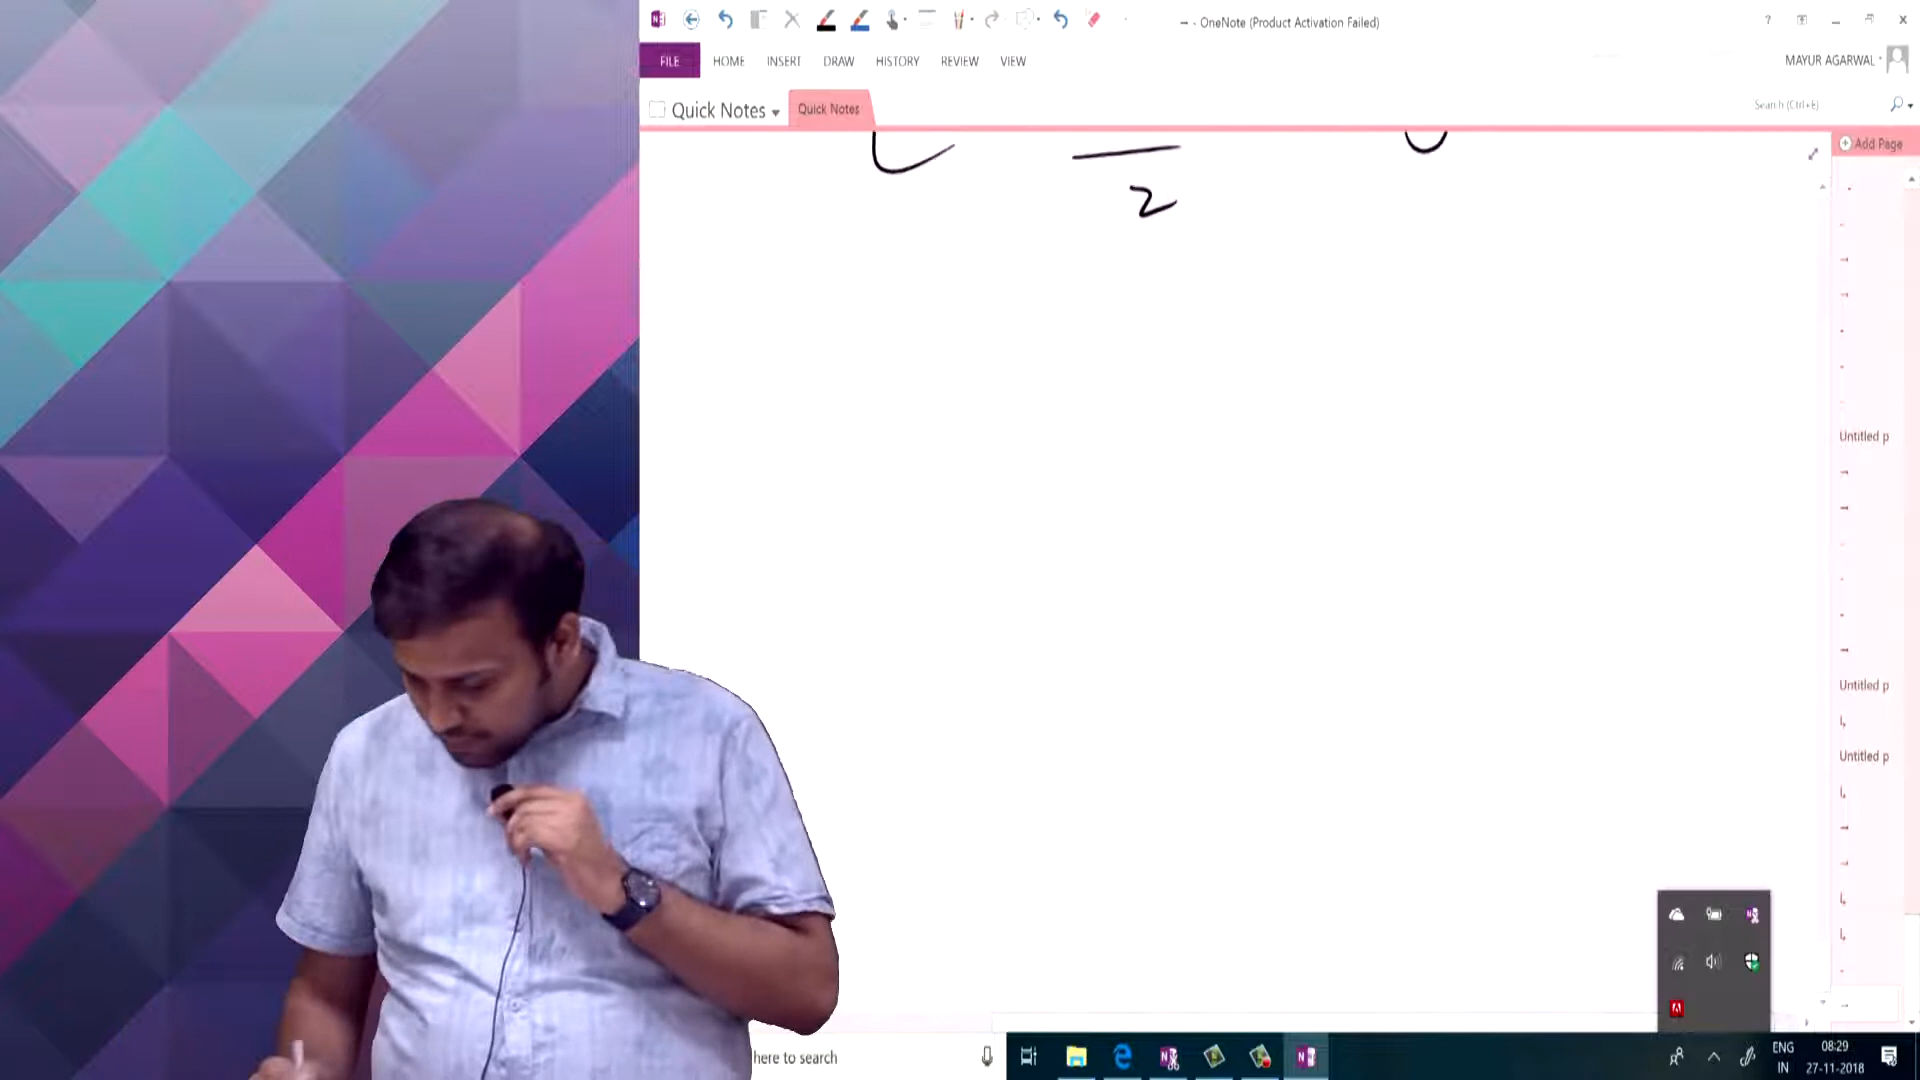 - OneNote (Product Activation Failed)
FILE HOME INSERT DRAW HISTORY REVIEW VIEW
MAYUR AGARWAL
Quick Notes
Quick Notes
Search (Ctrl+E)
Add Page
2
Untitled p
Untitled p
Untitled p
here to search
ENG
IN
08:29
27-11-2018